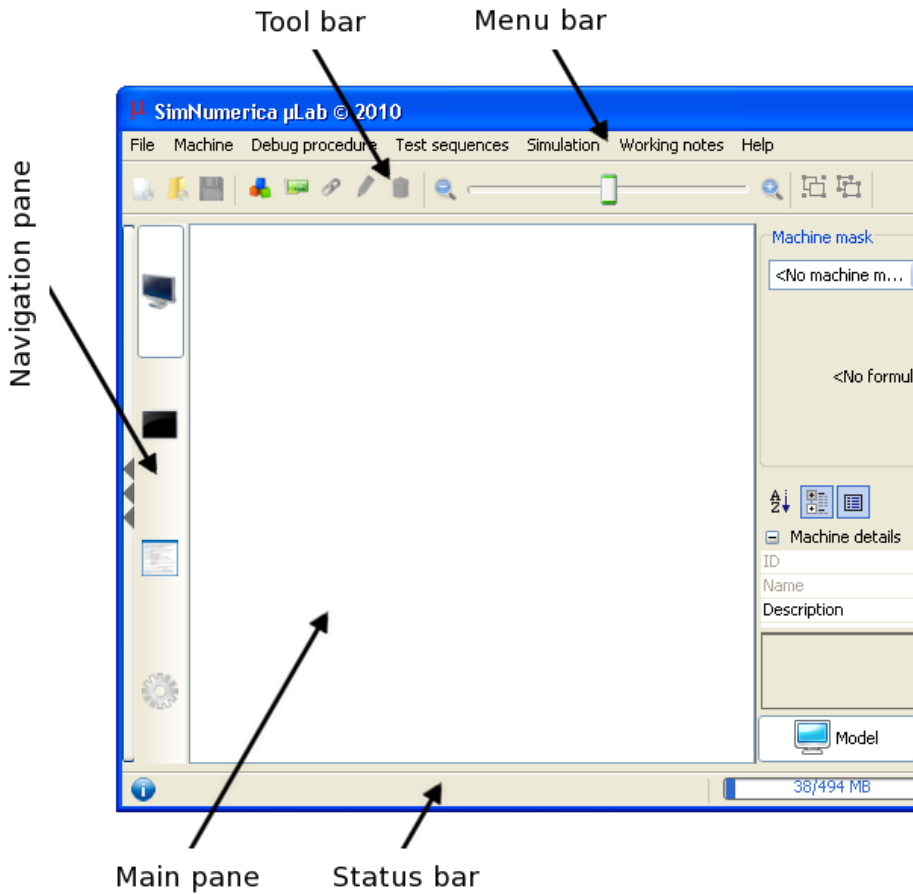 Tool bar
Menu bar
µ SimNumerica µLab © 2010
File Machine Debug procedure Test sequences Simulation Working notes Help
Navigation pane
Machine mask
<No machine m...
<No formul
A
Z
Machine details
ID
Name
Description
Model
38/494 MB
Main pane
Status bar